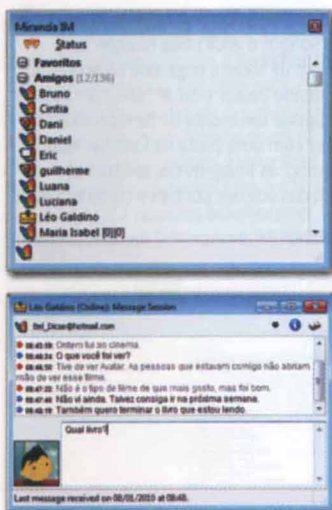 Miranda IM
Status
Favoritos
Amigos (12/136)
Bruno
Cintia
Dani
Daniel
Eric
guilherme
Luana
Luciana
Léo Galdino
Maria Isabel [0][0]
Léo Galdino (Online): Message Session
Ontem fui ao cinema.
O que você foi ver?
Tive de ver Avatar. As pessoas que estavam comigo não abriam
mão de ver esse filme.
Não é o tipo de filme de que mais gosto, mas foi bom.
Não vi ainda. Talvez consiga ir na próxima semana.
Também quero terminar o livro que estou lendo.
Qual livro?
Last message received on 08/01/2010 at 08:48.